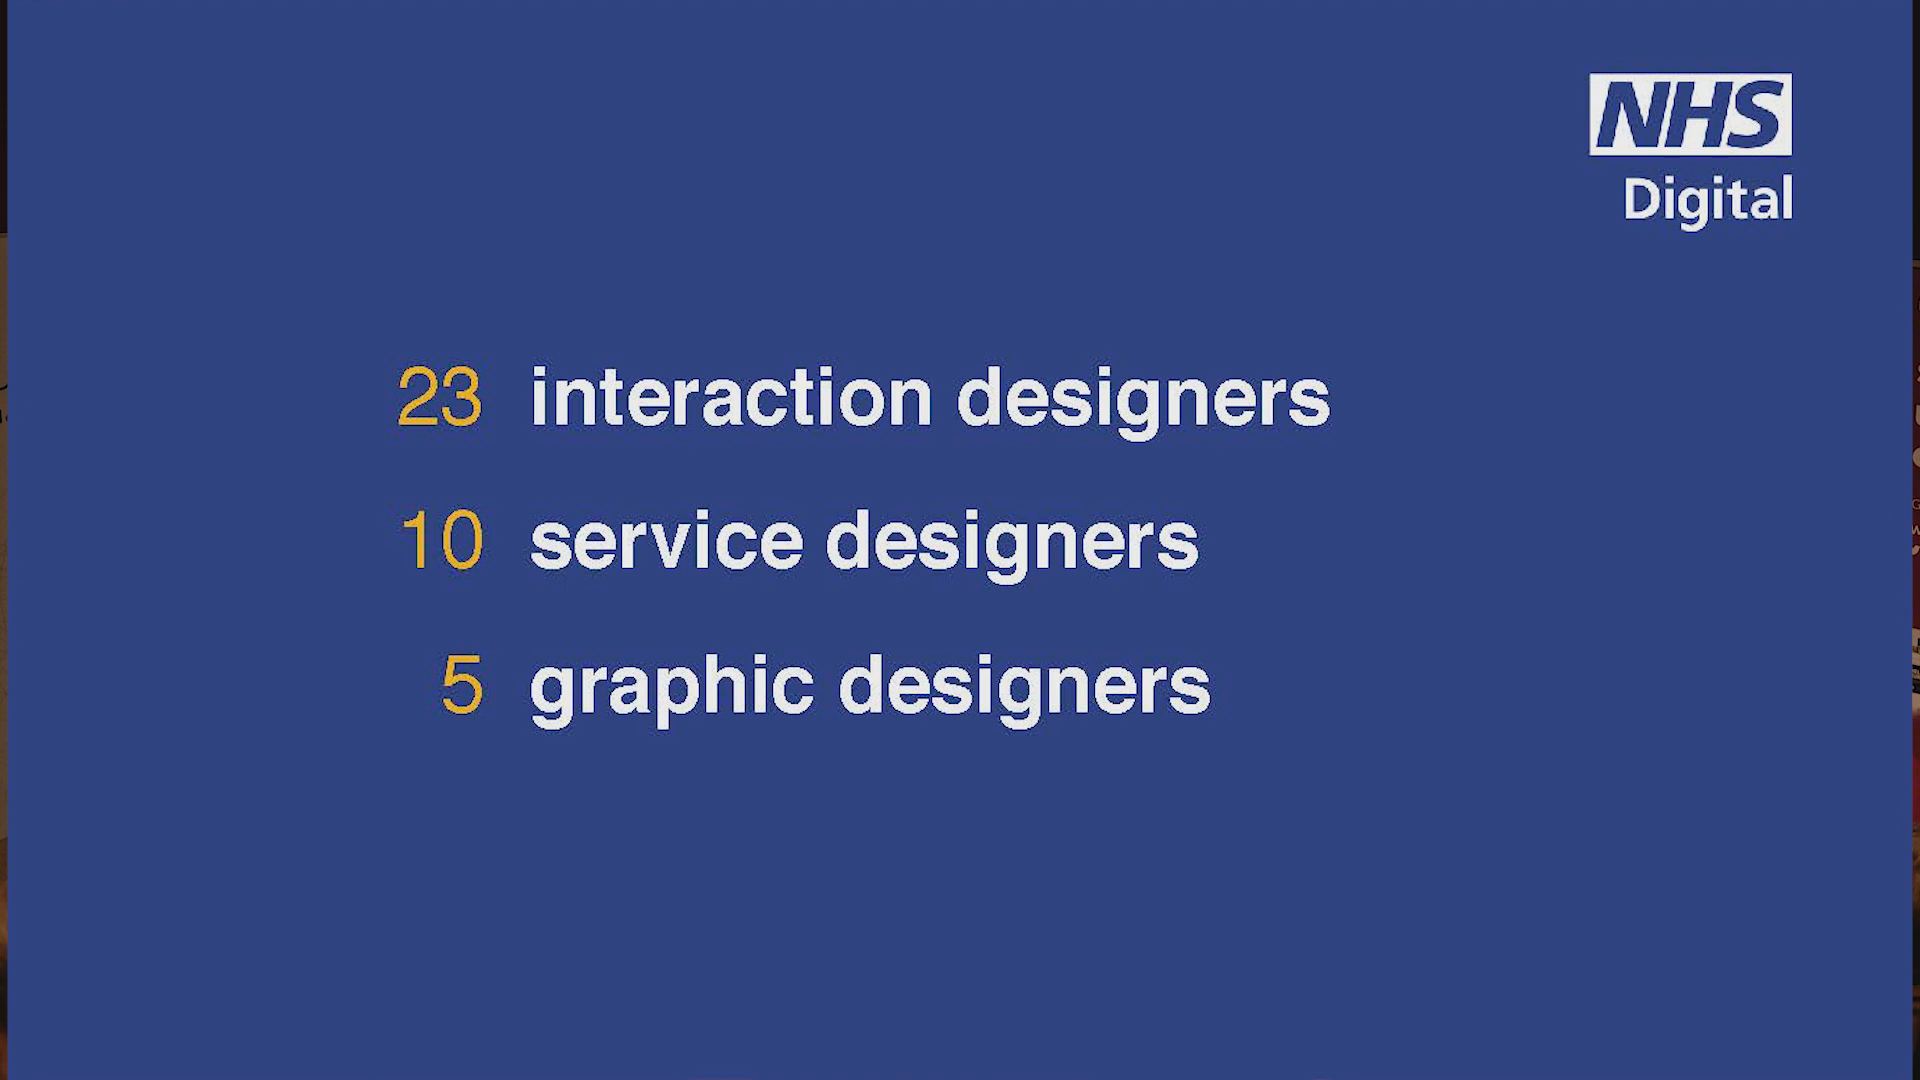 NHS
Digital
23 interaction designers
10 service designers
5 graphic designers